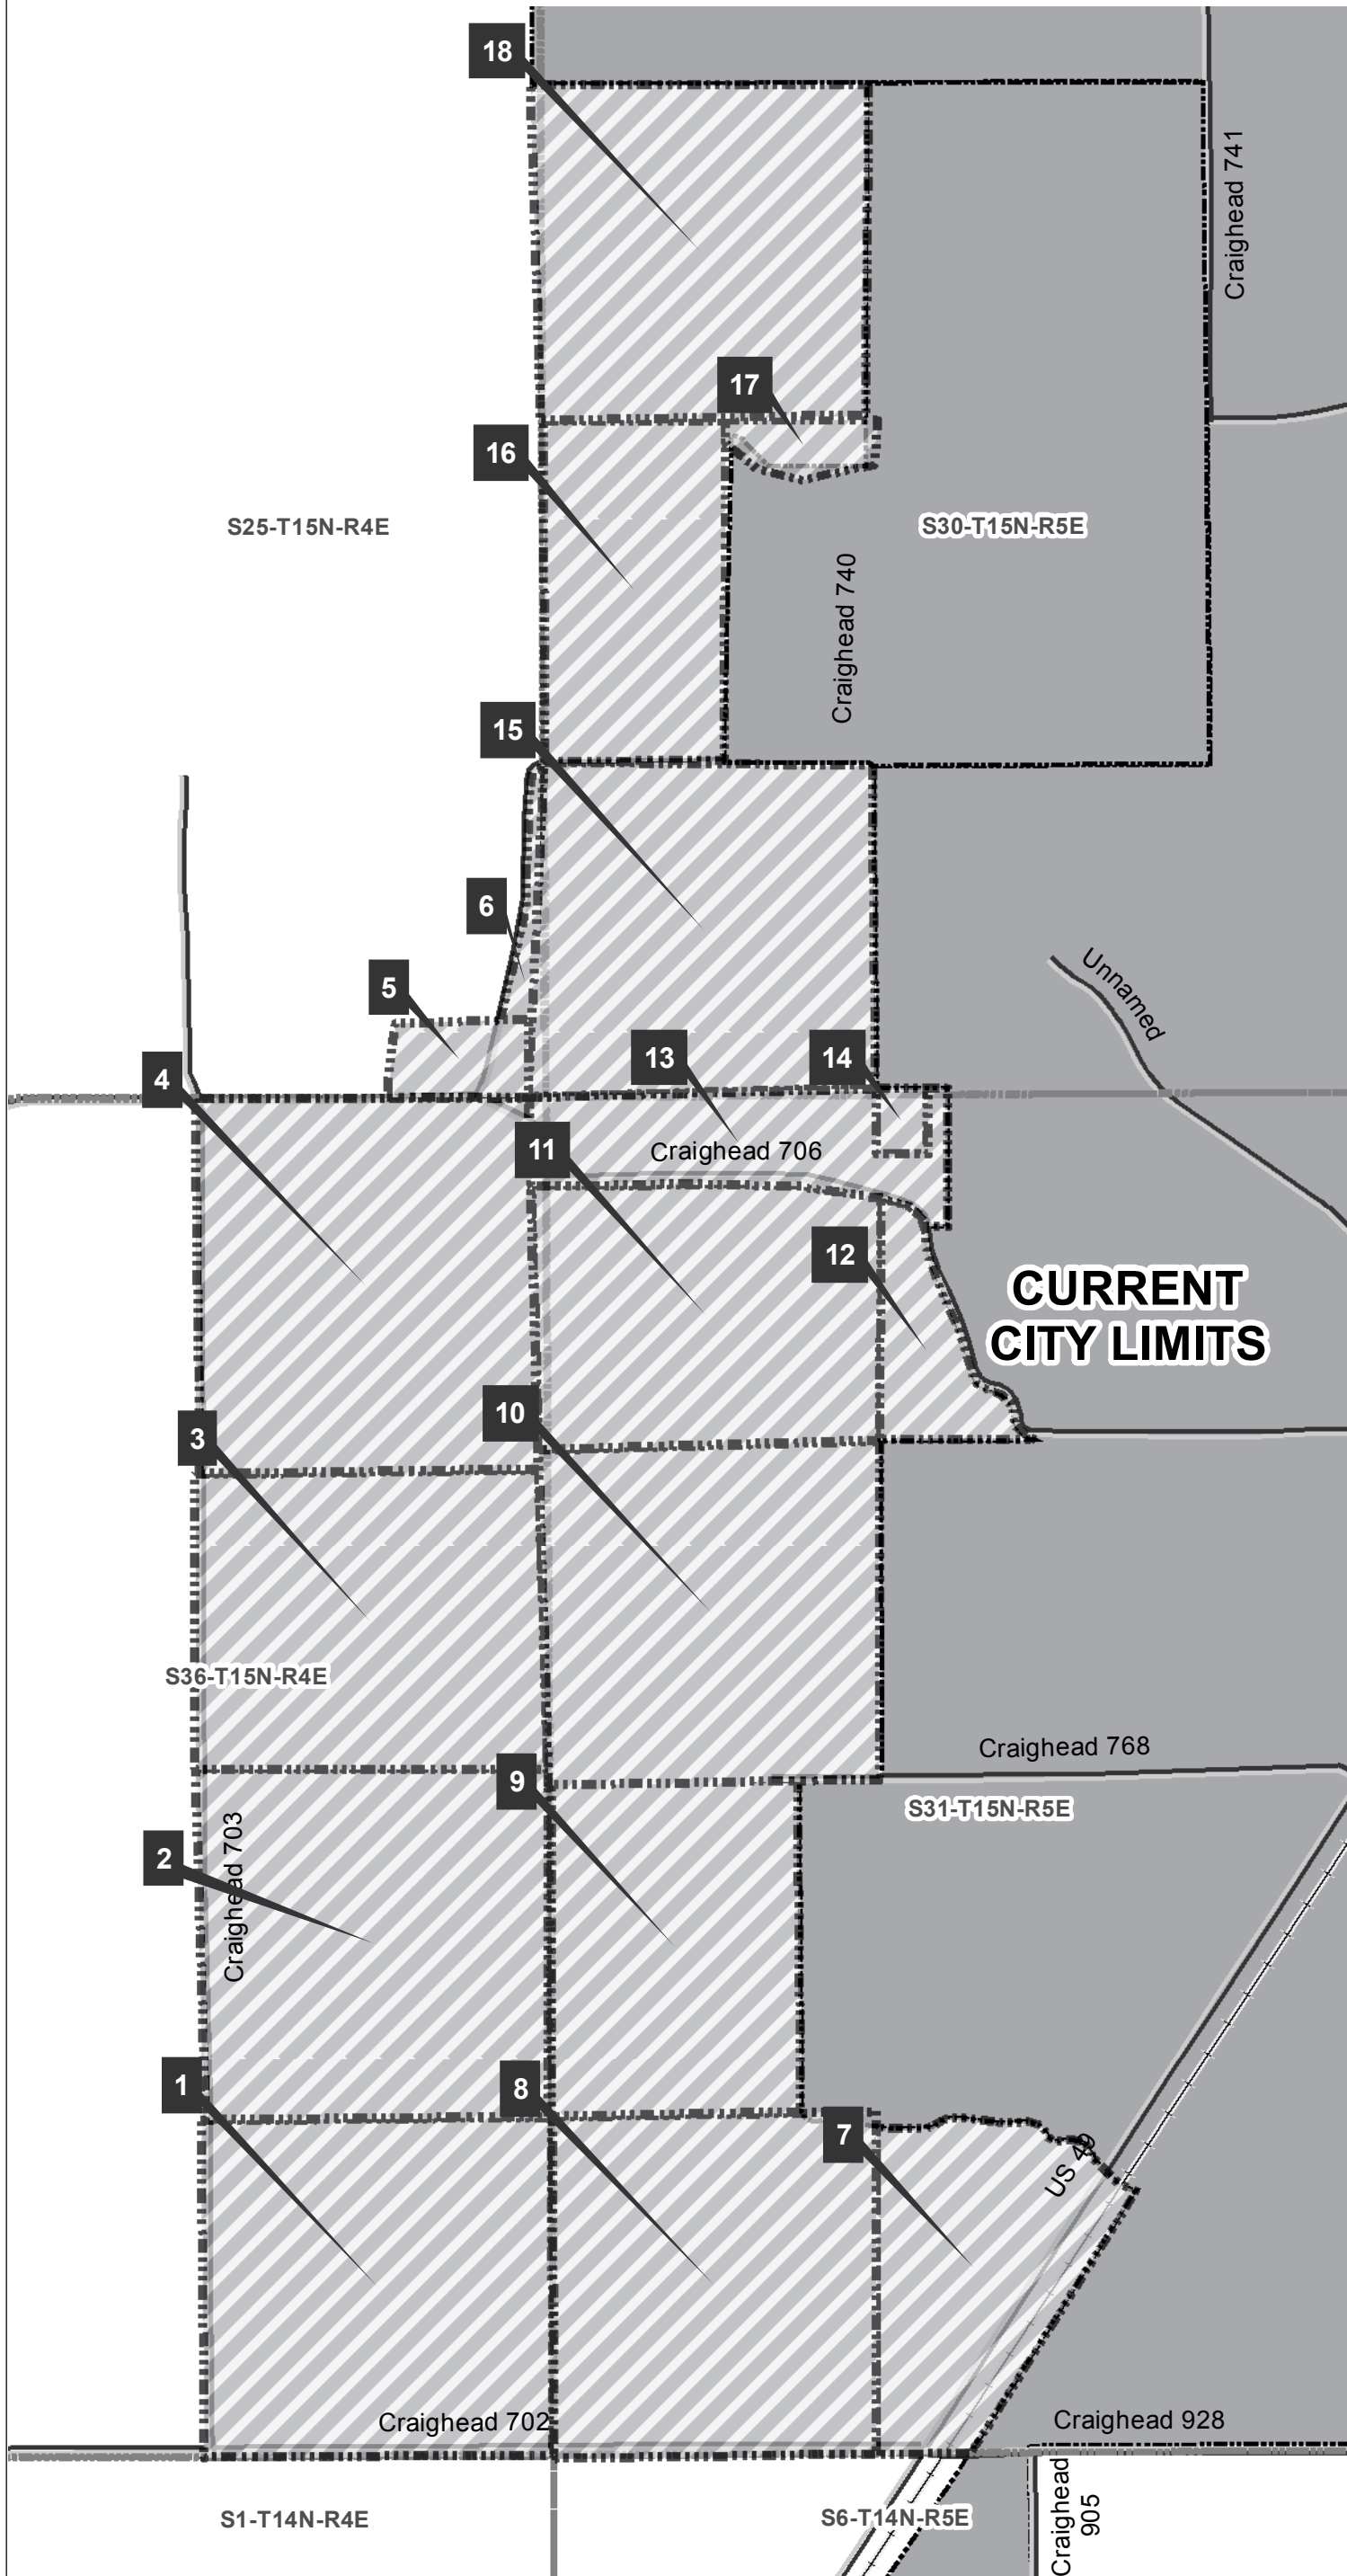 18
Craighead 741
17
16
S25-T15N-R4E
S30-T15N-R5E
Craighead 740
15
6
5
Unnamed
4
13
14
11
Craighead 706
12
CURRENT
CITY LIMITS
10
3
S36-T15N-R4E
Craighead 768
9
S31-T15N-R5E
2
Craighead 703
1
8
7
US 49
Craighead 702
Craighead 928
Craighead
905
S1-T14N-R4E
S6-T14N-R5E